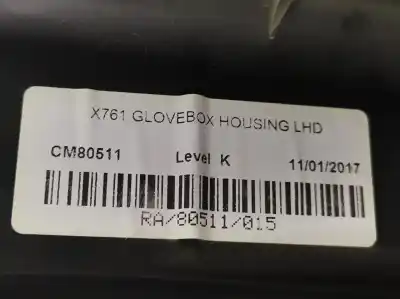 X761 GLOVEBOX HOUSING LHD
CM80511 Level K 11/01/2017
RA/80511/015